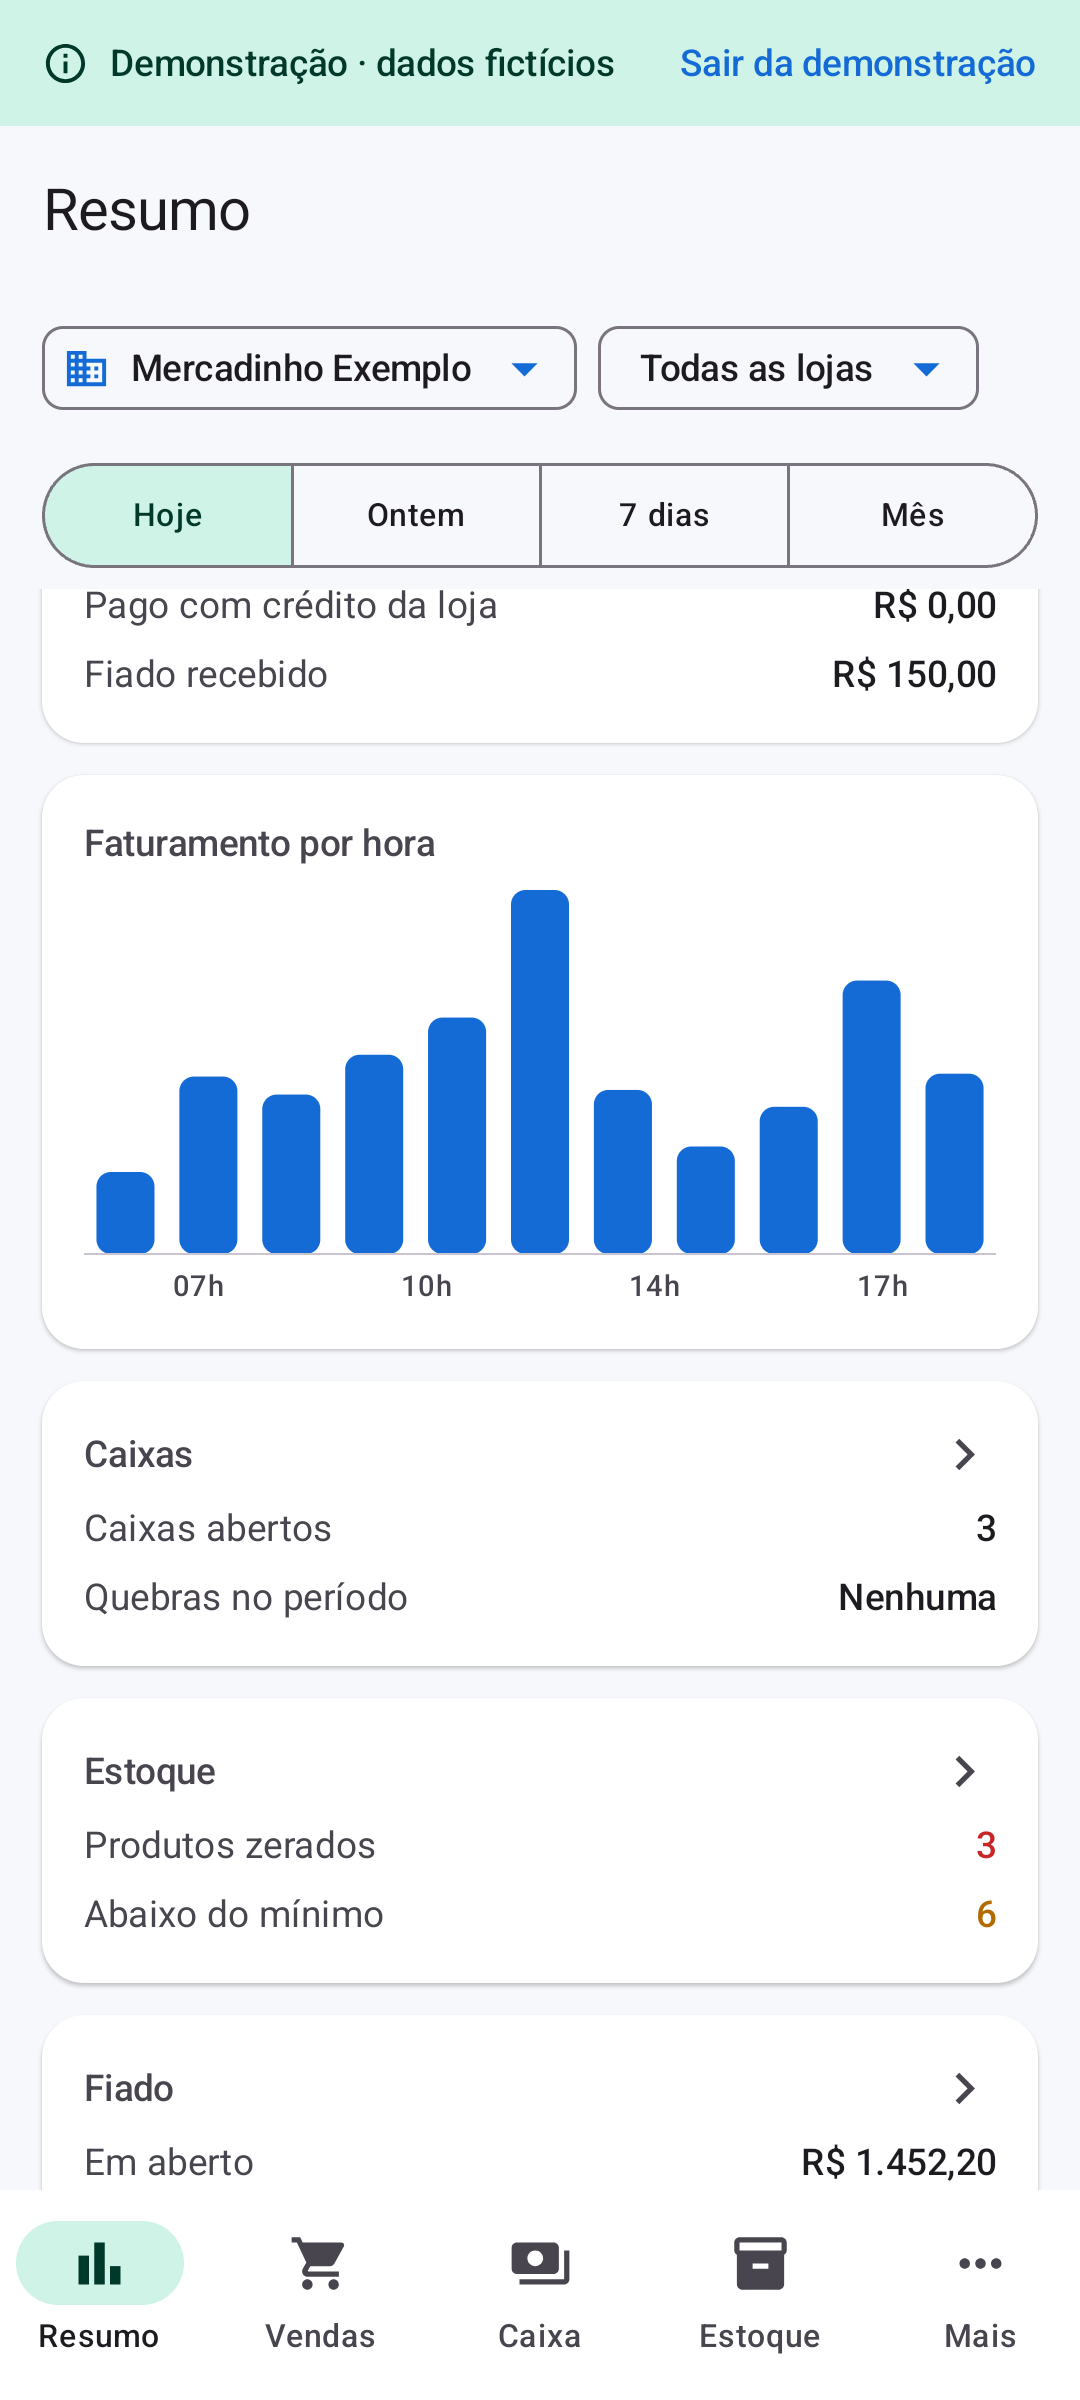 Demonstração · dados fictícios
Sair da demonstração
Resumo
Mercadinho Exemplo
Todas as lojas
Hoje
Ontem
7 dias
Mês
Pago com crédito da loja
R$ 0,00
Fiado recebido
R$ 150,00
Faturamento por hora
07h
10h
14h
17h
Caixas
Caixas abertos
3
Quebras no período
Nenhuma
Estoque
Produtos zerados
3
Abaixo do mínimo
6
Fiado
Em aberto
R$ 1.452,20
Resumo
Vendas
Caixa
Estoque
Mais